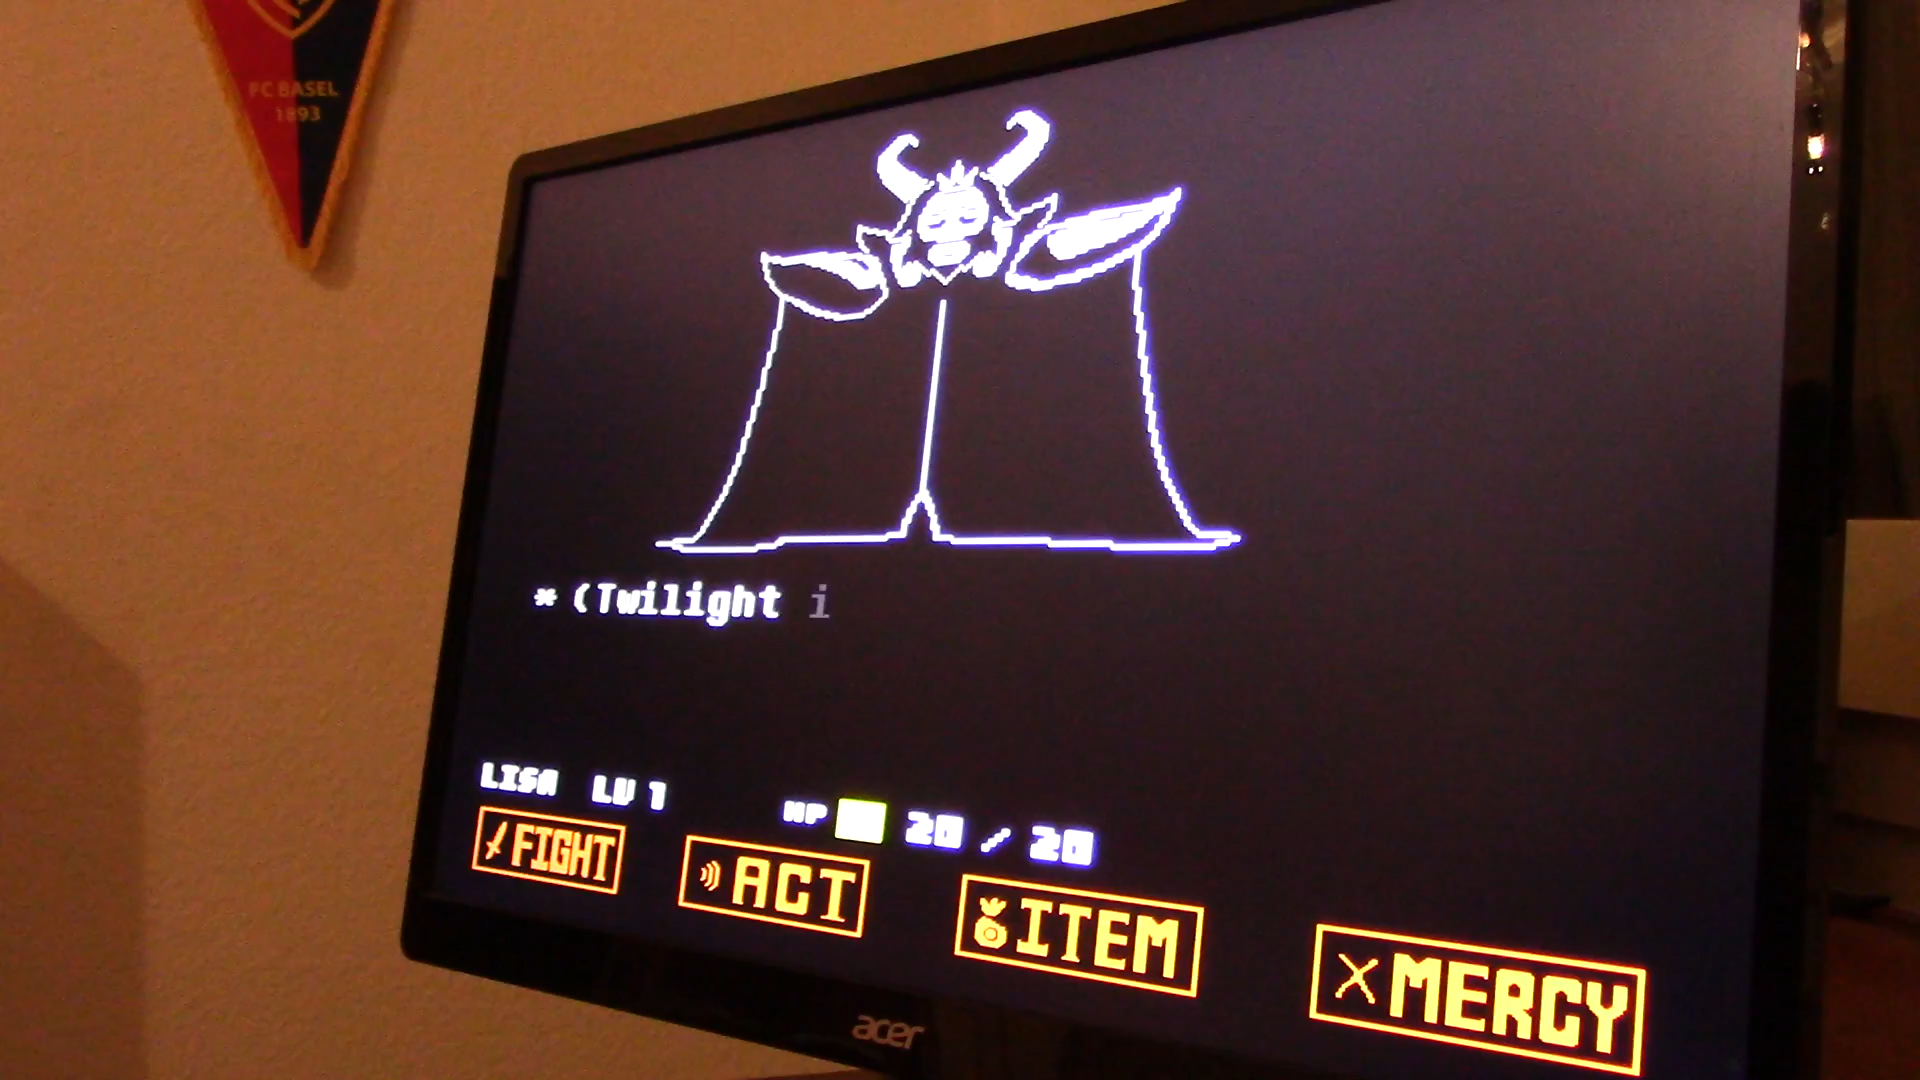 FC BASEL
1893
* (Twilight i
LISA LV 1
HP 20 / 20
FIGHT
ACT
ITEM
MERCY
acer